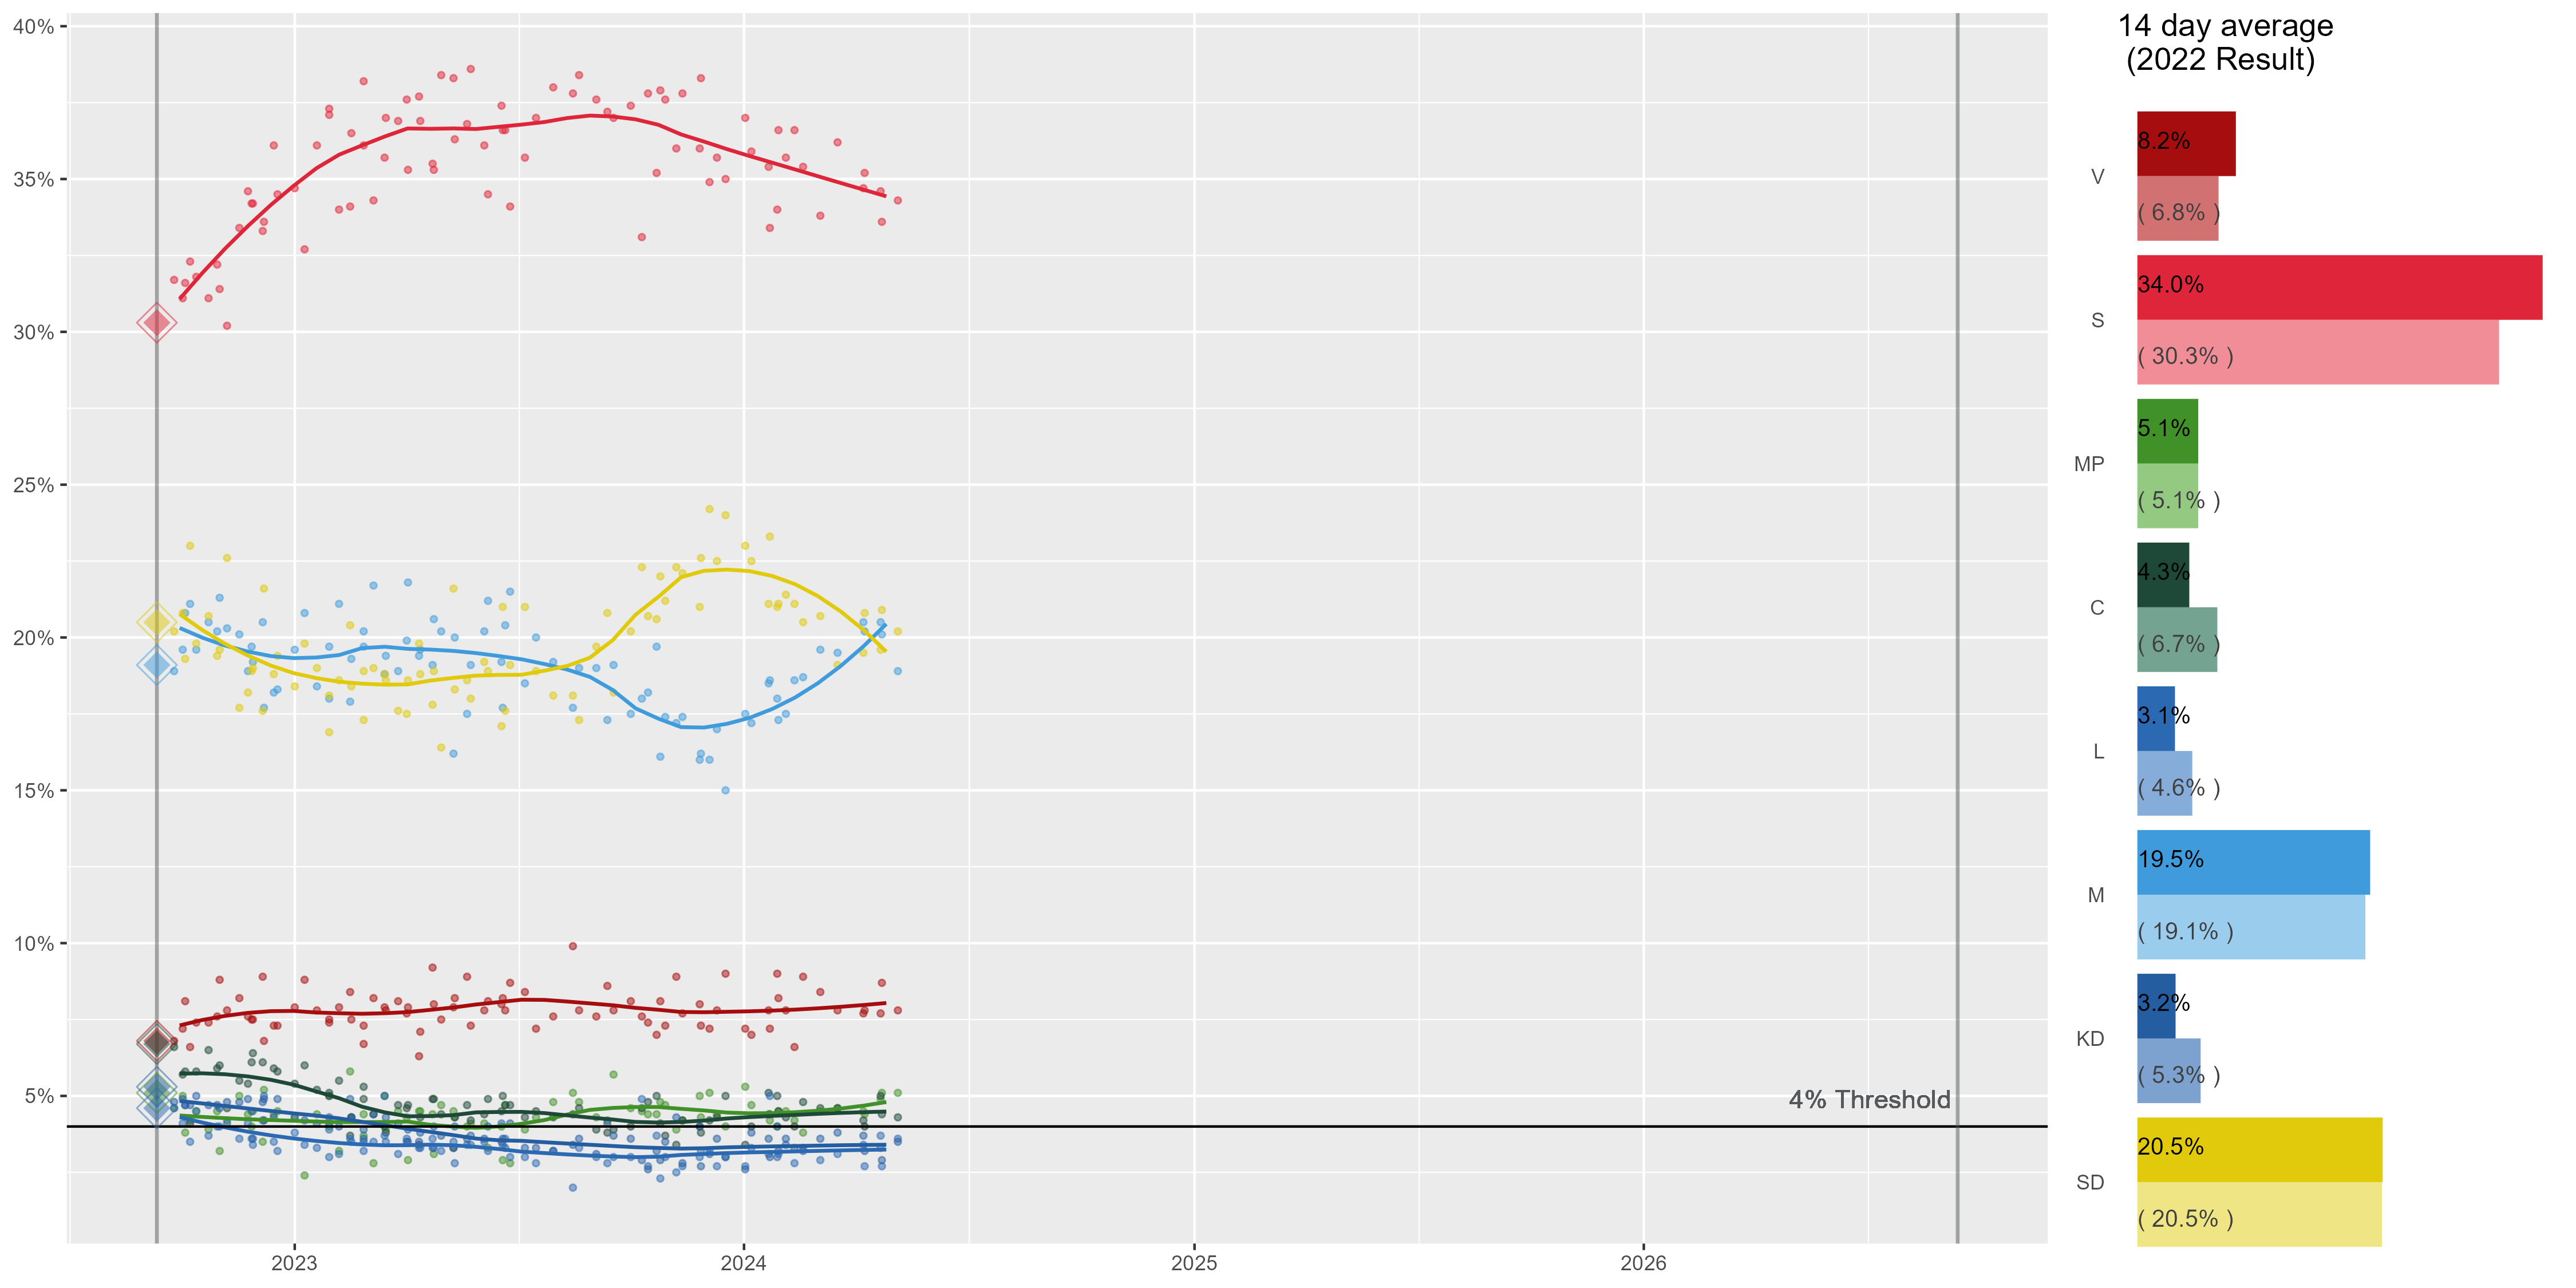 40%
35%
30%
25%
20%
15%
10%
5%
4% Threshold
2023
2024
2025
2026
14 day average
(2022 Result)
V
8.2%
( 6.8% )
S
34.0%
( 30.3% )
MP
5.1%
( 5.1% )
C
4.3%
( 6.7% )
L
3.1%
( 4.6% )
M
19.5%
( 19.1% )
KD
3.2%
( 5.3% )
SD
20.5%
( 20.5% )